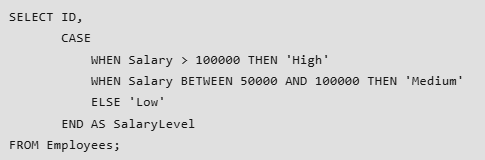 SELECT ID,
       CASE
           WHEN Salary > 100000 THEN 'High'
           WHEN Salary BETWEEN 50000 AND 100000 THEN 'Medium'
           ELSE 'Low'
       END AS SalaryLevel
FROM Employees;